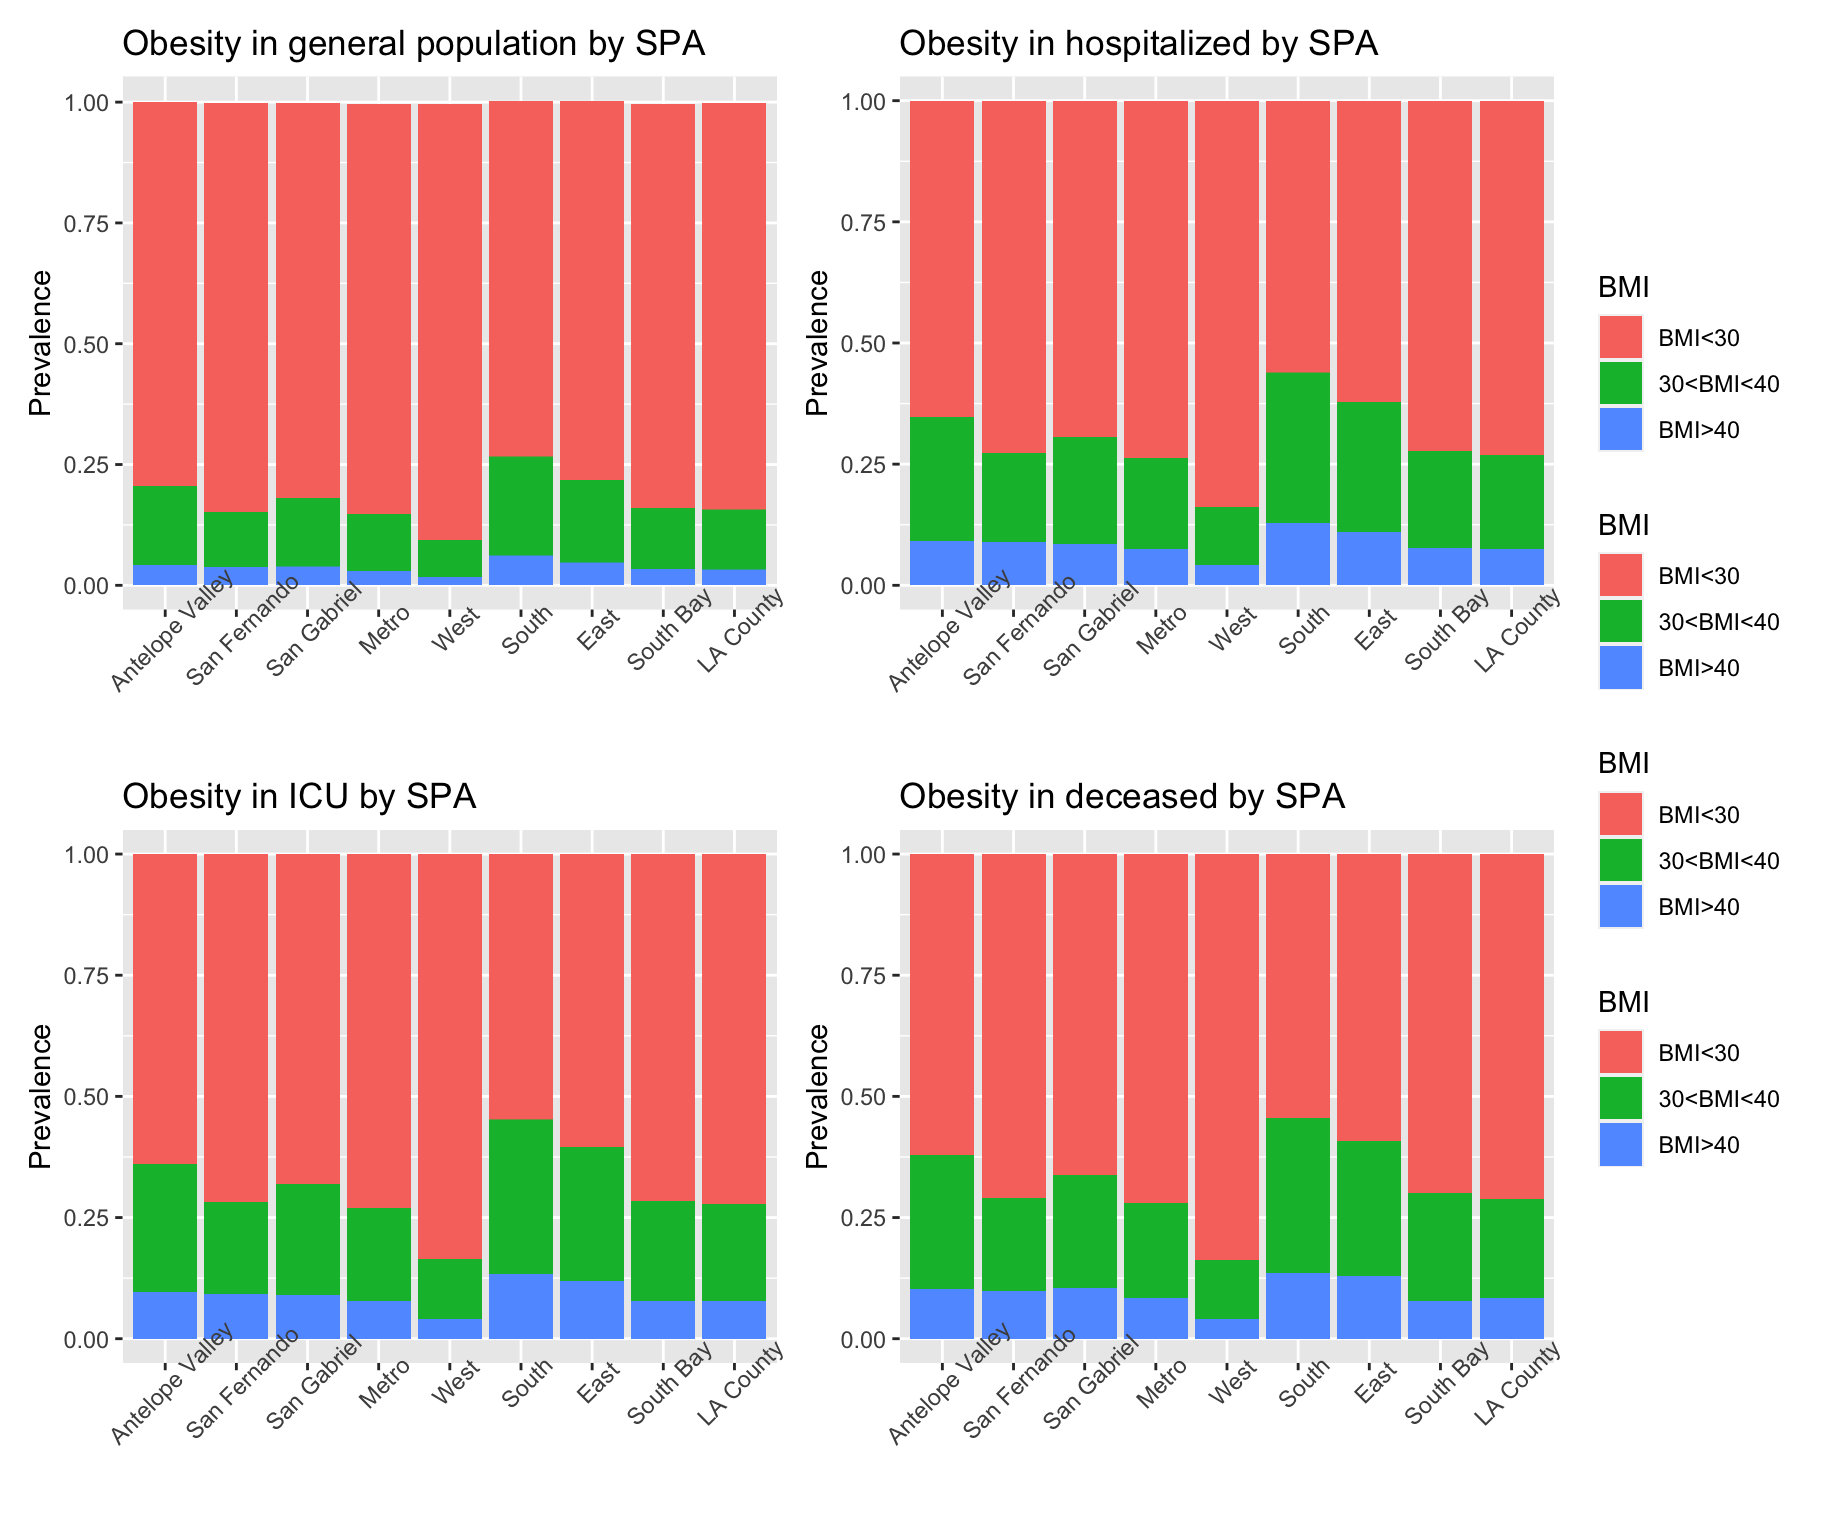 Obesity in general population by SPA
Prevalence
1.00
0.75
0.50
0.25
0.00
Antelope Valley
San Fernando
San Gabriel
Metro
West
South
East
South Bay
LA County
Obesity in hospitalized by SPA
Prevalence
1.00
0.75
0.50
0.25
0.00
Antelope Valley
San Fernando
San Gabriel
Metro
West
South
East
South Bay
LA County
Obesity in ICU by SPA
Prevalence
1.00
0.75
0.50
0.25
0.00
Antelope Valley
San Fernando
San Gabriel
Metro
West
South
East
South Bay
LA County
Obesity in deceased by SPA
Prevalence
1.00
0.75
0.50
0.25
0.00
Antelope Valley
San Fernando
San Gabriel
Metro
West
South
East
South Bay
LA County
BMI
BMI<30
30<BMI<40
BMI>40
BMI
BMI<30
30<BMI<40
BMI>40
BMI
BMI<30
30<BMI<40
BMI>40
BMI
BMI<30
30<BMI<40
BMI>40